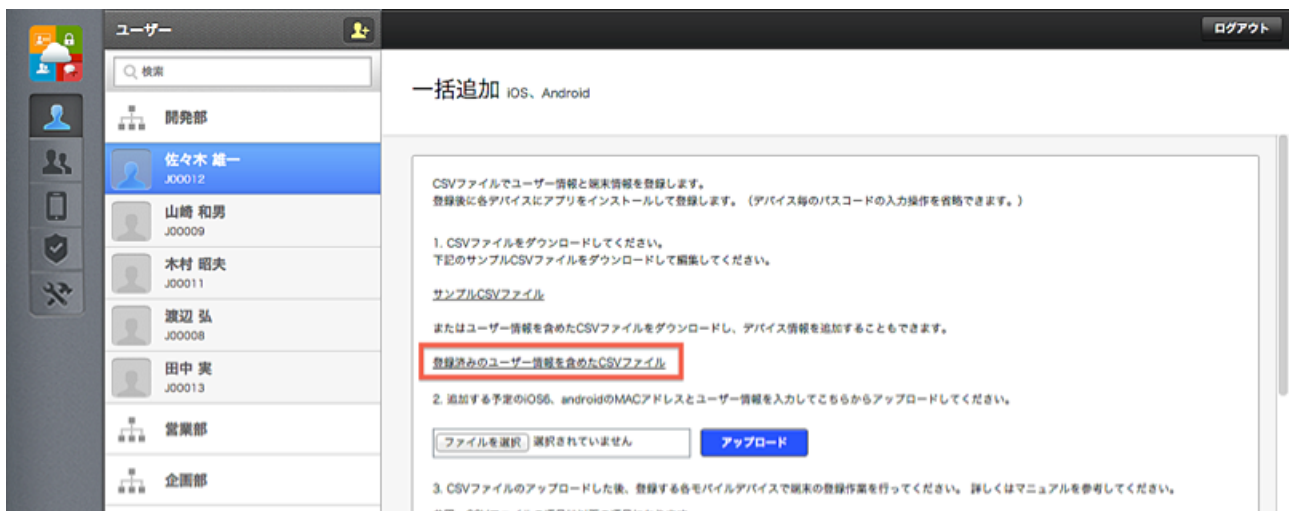 ユーザー
ログアウト
検索
開発部
佐々木 雄一
J00012
山崎 和男
J00009
木村 昭夫
J00011
渡辺 弘
J00008
田中 実
J00013
営業部
企画部
一括追加 iOS、Android
CSVファイルでユーザー情報と端末情報を登録します。
登録後に各デバイスにアプリをインストールして登録します。（デバイス毎のパスコードの入力操作を省略できます。）
1. CSVファイルをダウンロードしてください。
下記のサンプルCSVファイルをダウンロードして編集してください。
サンプルCSVファイル
またはユーザー情報を含めたCSVファイルをダウンロードし、デバイス情報を追加することもできます。
登録済みのユーザー情報を含めたCSVファイル
2. 追加する予定のiOS6、androidのMACアドレスとユーザー情報を入力してこちらからアップロードしてください。
ファイルを選択 選択されていません
アップロード
3. CSVファイルのアップロードした後、登録する各モバイルデバイスで端末の登録作業を行ってください。 詳しくはマニュアルを参考してください。